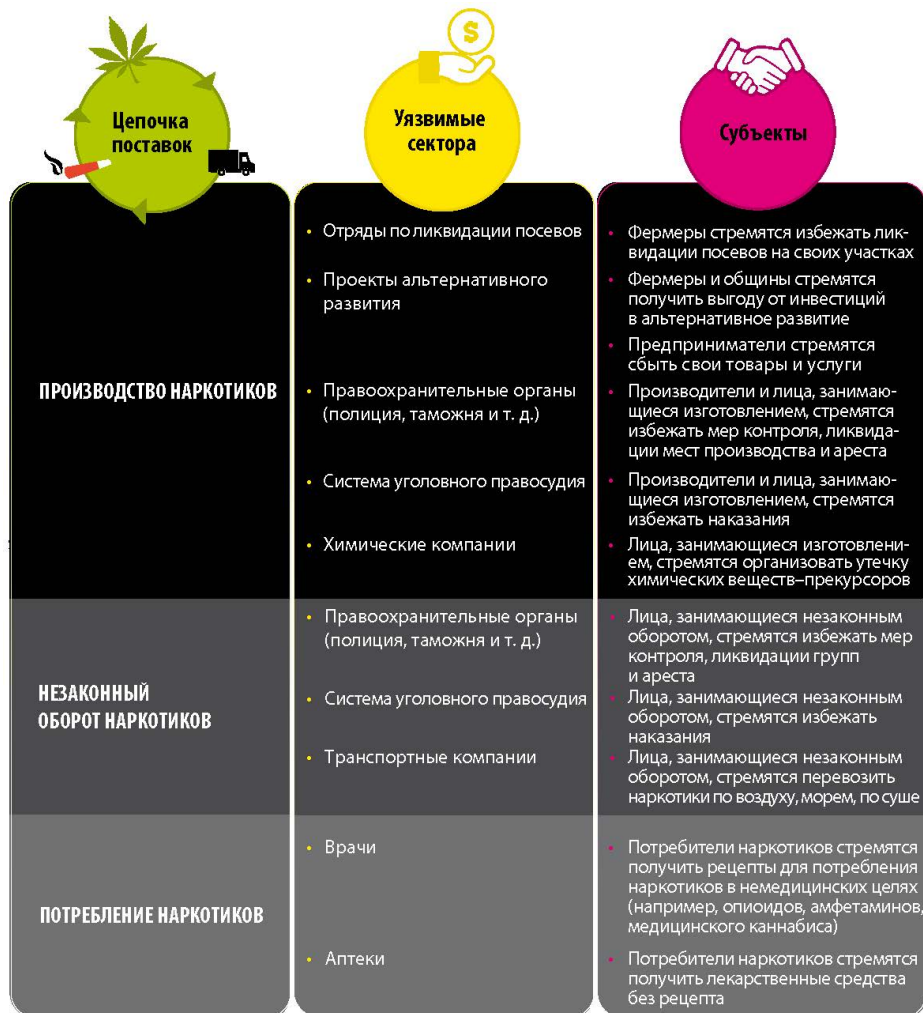 Цепочка
поставок
Уязвимые
сектора
Субъекты
ПРОИЗВОДСТВО НАРКОТИКОВ
• Отряды по ликвидации посевов
• Проекты альтернативного
развития
• Правоохранительные органы
(полиция, таможня и т. д.)
• Система уголовного правосудия
• Химические компании
• Фермеры стремятся избежать лик-
видации посевов на своих участках
• Фермеры и общины стремятся
получить выгоду от инвестиций
в альтернативное развитие
• Предприниматели стремятся
сбыть свои товары и услуги
• Производители и лица, занимаю-
щиеся изготовлением, стремятся
избежать мер контроля, ликвида-
ции мест производства и ареста
• Производители и лица, занимаю-
щиеся изготовлением, стремятся
избежать наказания
• Лица, занимающиеся изготовлени-
ем, стремятся организовать утечку
химических веществ–прекурсоров
НЕЗАКОННЫЙ
ОБОРОТ НАРКОТИКОВ
• Правоохранительные органы
(полиция, таможня и т. д.)
• Система уголовного правосудия
• Транспортные компании
• Лица, занимающиеся незаконным
оборотом, стремятся избежать мер
контроля, ликвидации групп
и ареста
• Лица, занимающиеся незаконным
оборотом, стремятся избежать
наказания
• Лица, занимающиеся незаконным
оборотом, стремятся перевозить
наркотики по воздуху, морем, по суше
ПОТРЕБЛЕНИЕ НАРКОТИКОВ
• Врачи
• Аптеки
• Потребители наркотиков стремятся
получить рецепты для потребления
наркотиков в немедицинских целях
(например, опиоидов, амфетаминов,
медицинского каннабиса)
• Потребители наркотиков стремятся
получить лекарственные средства
без рецепта
$